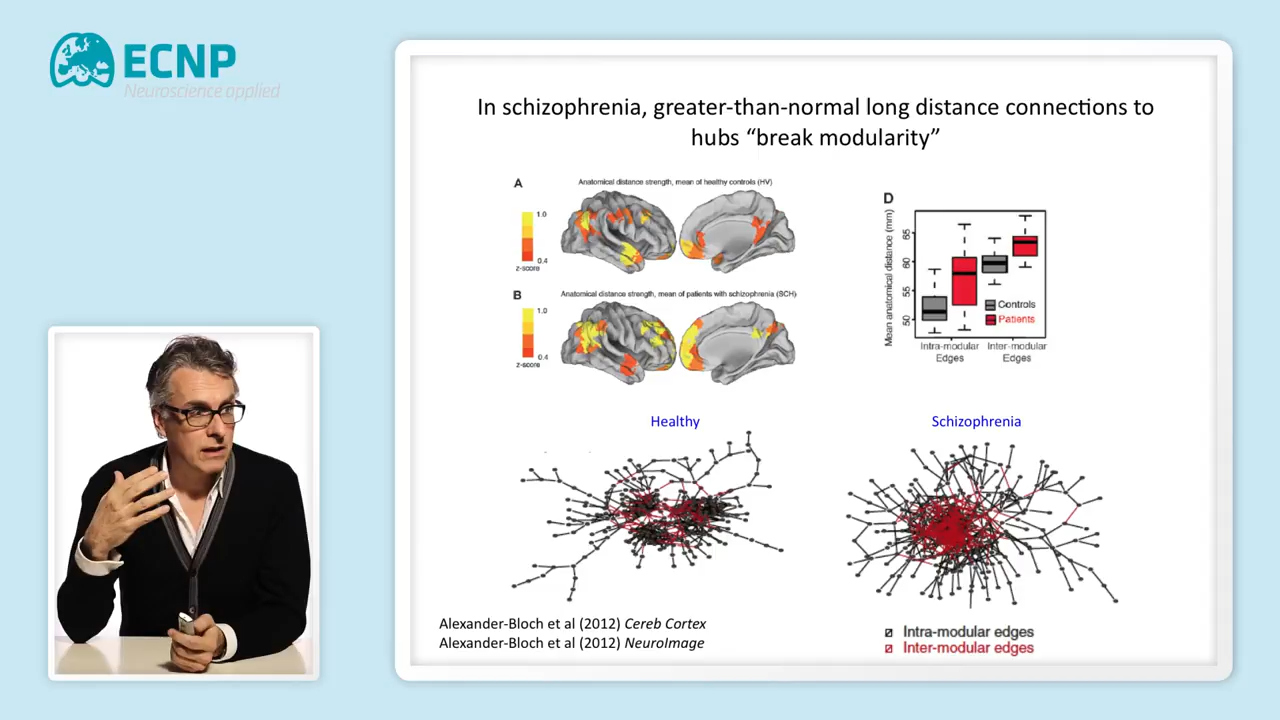 ECNP
Neuroscience applied
In schizophrenia, greater-than-normal long distance connections to
hubs “break modularity”
A
Anatomical distance strength, mean of healthy controls (HV)
1.0
0.4
z-score
B
Anatomical distance strength, mean of patients with schizophrenia (SCH)
1.0
0.4
z-score
D
Mean anatomical distance (mm)
65
60
55
50
Controls
Patients
Intra-modular
Edges
Inter-modular
Edges
Healthy
Schizophrenia
Alexander-Bloch et al (2012) Cereb Cortex
Alexander-Bloch et al (2012) NeuroImage
Intra-modular edges
Inter-modular edges